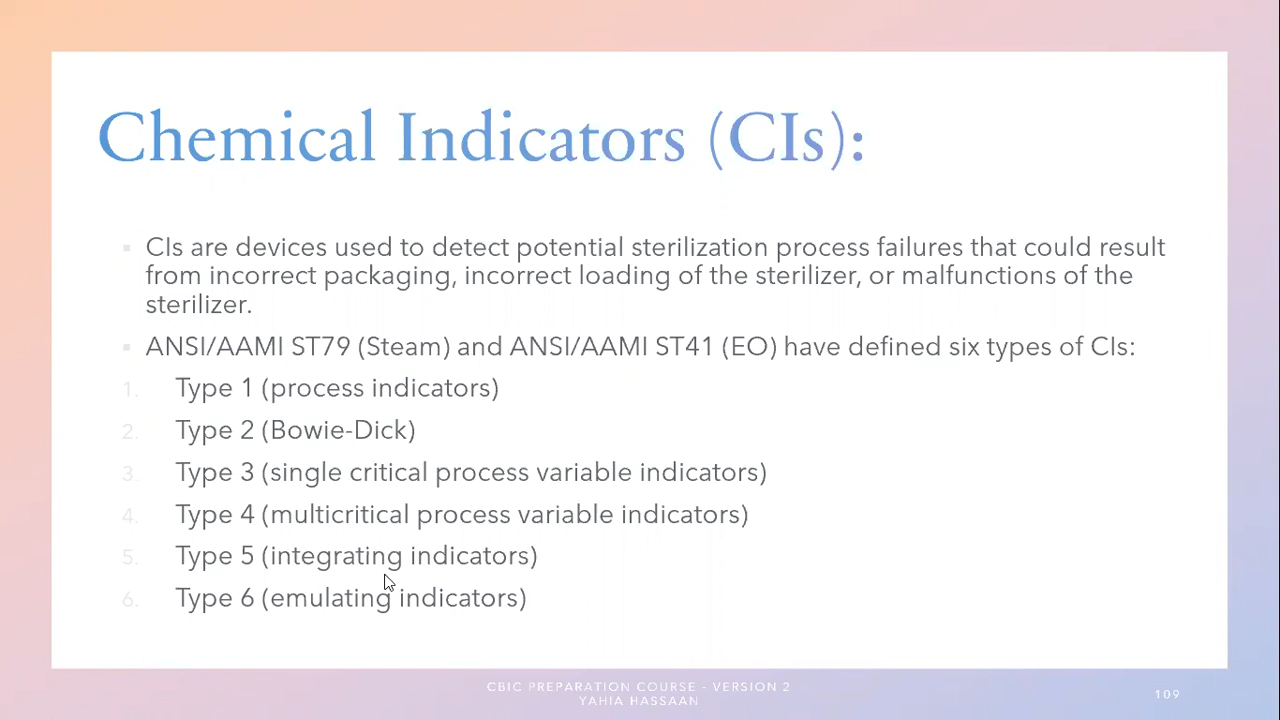 Chemical Indicators (CIs):
▪ CIs are devices used to detect potential sterilization process failures that could result
from incorrect packaging, incorrect loading of the sterilizer, or malfunctions of the
sterilizer.
▪ ANSI/AAMI ST79 (Steam) and ANSI/AAMI ST41 (EO) have defined six types of CIs:
1. Type 1 (process indicators)
2. Type 2 (Bowie-Dick)
3. Type 3 (single critical process variable indicators)
4. Type 4 (multicritical process variable indicators)
5. Type 5 (integrating indicators)
6. Type 6 (emulating indicators)
CBIC PREPARATION COURSE - VERSION 2
YAHIA HASSAAN
109